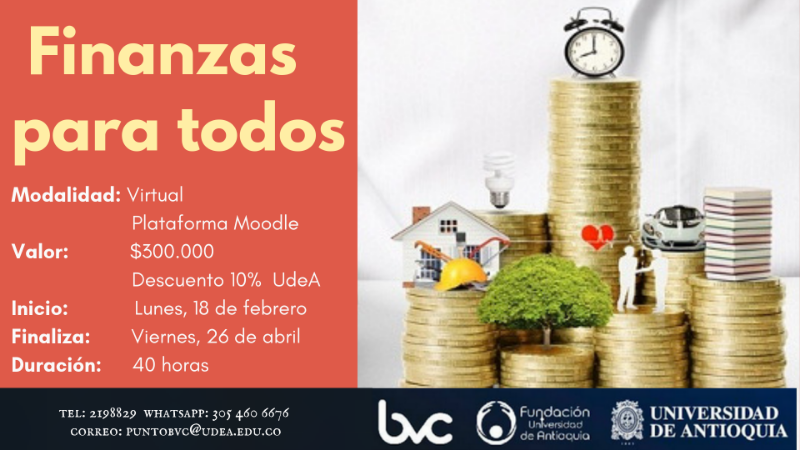 Finanzas
para todos
Modalidad: Virtual
Plataforma Moodle
Valor: $300.000
Descuento 10% UdeA
Inicio: Lunes, 18 de febrero
Finaliza: Viernes, 26 de abril
Duración: 40 horas
TEL: 2198829 WHATSAPP: 305 460 6676
CORREO: PUNTOBVC@UDEA.EDU.CO
bvc
Fundación
Universidad
de Antioquia
UNIVERSIDAD
DE ANTIOQUIA